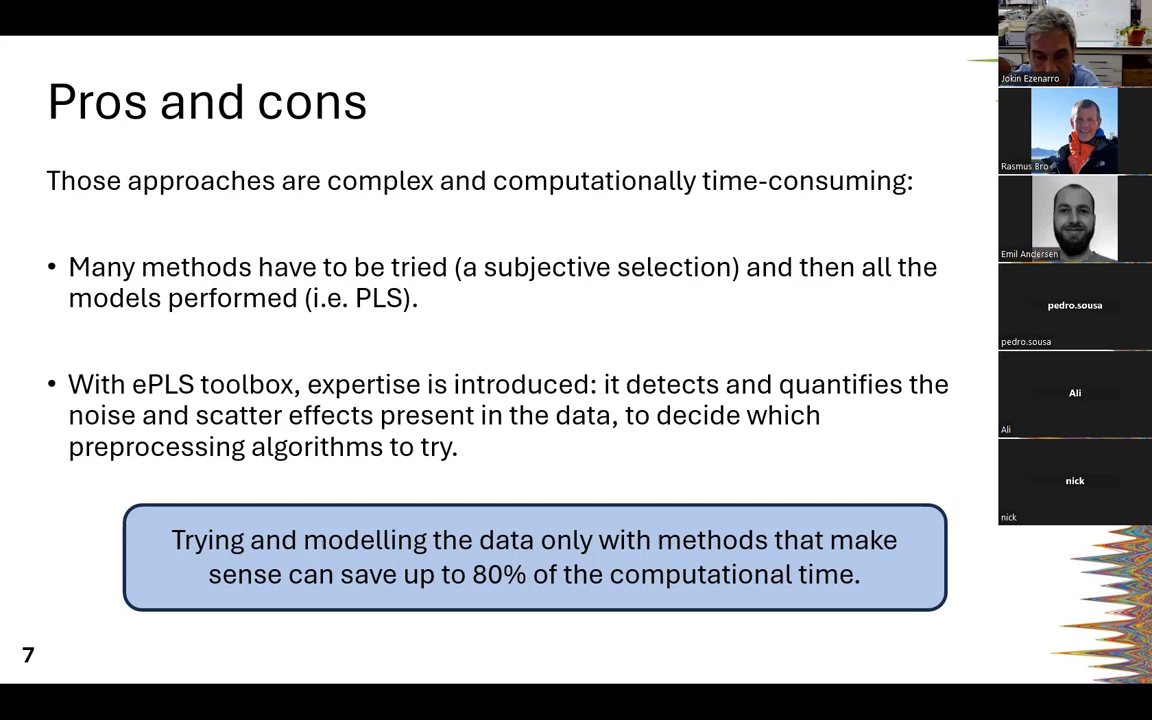 Pros and cons
Those approaches are complex and computationally time-consuming:
• Many methods have to be tried (a subjective selection) and then all the
models performed (i.e. PLS).
• With ePLS toolbox, expertise is introduced: it detects and quantifies the
noise and scatter effects present in the data, to decide which
preprocessing algorithms to try.
Trying and modelling the data only with methods that make
sense can save up to 80% of the computational time.
7
Jokin Ezenarro
Rasmus Bro
Emil Andersen
pedro.sousa
pedro.sousa
Ali
Ali
nick
nick